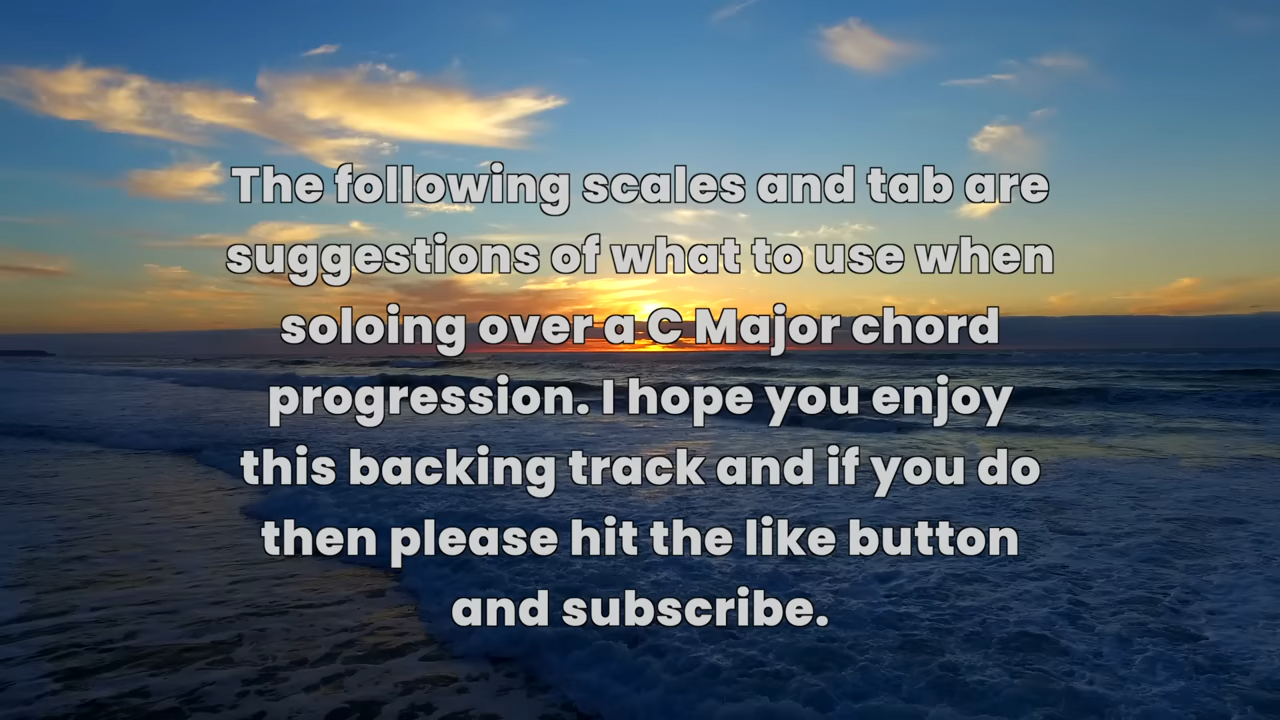 The following scales and tab are
suggestions of what to use when
soloing over a C Major chord
progression. I hope you enjoy
this backing track and if you do
then please hit the like button
and subscribe.